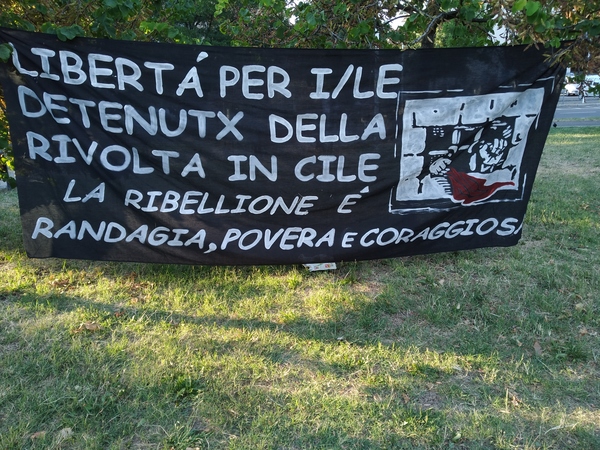 LIBERTÁ PER I/LE
DETENUTX DELLA
RIVOLTA IN CILE
LA RIBELLIONE É
RANDAGIA, POVERA E CORAGGIOSA